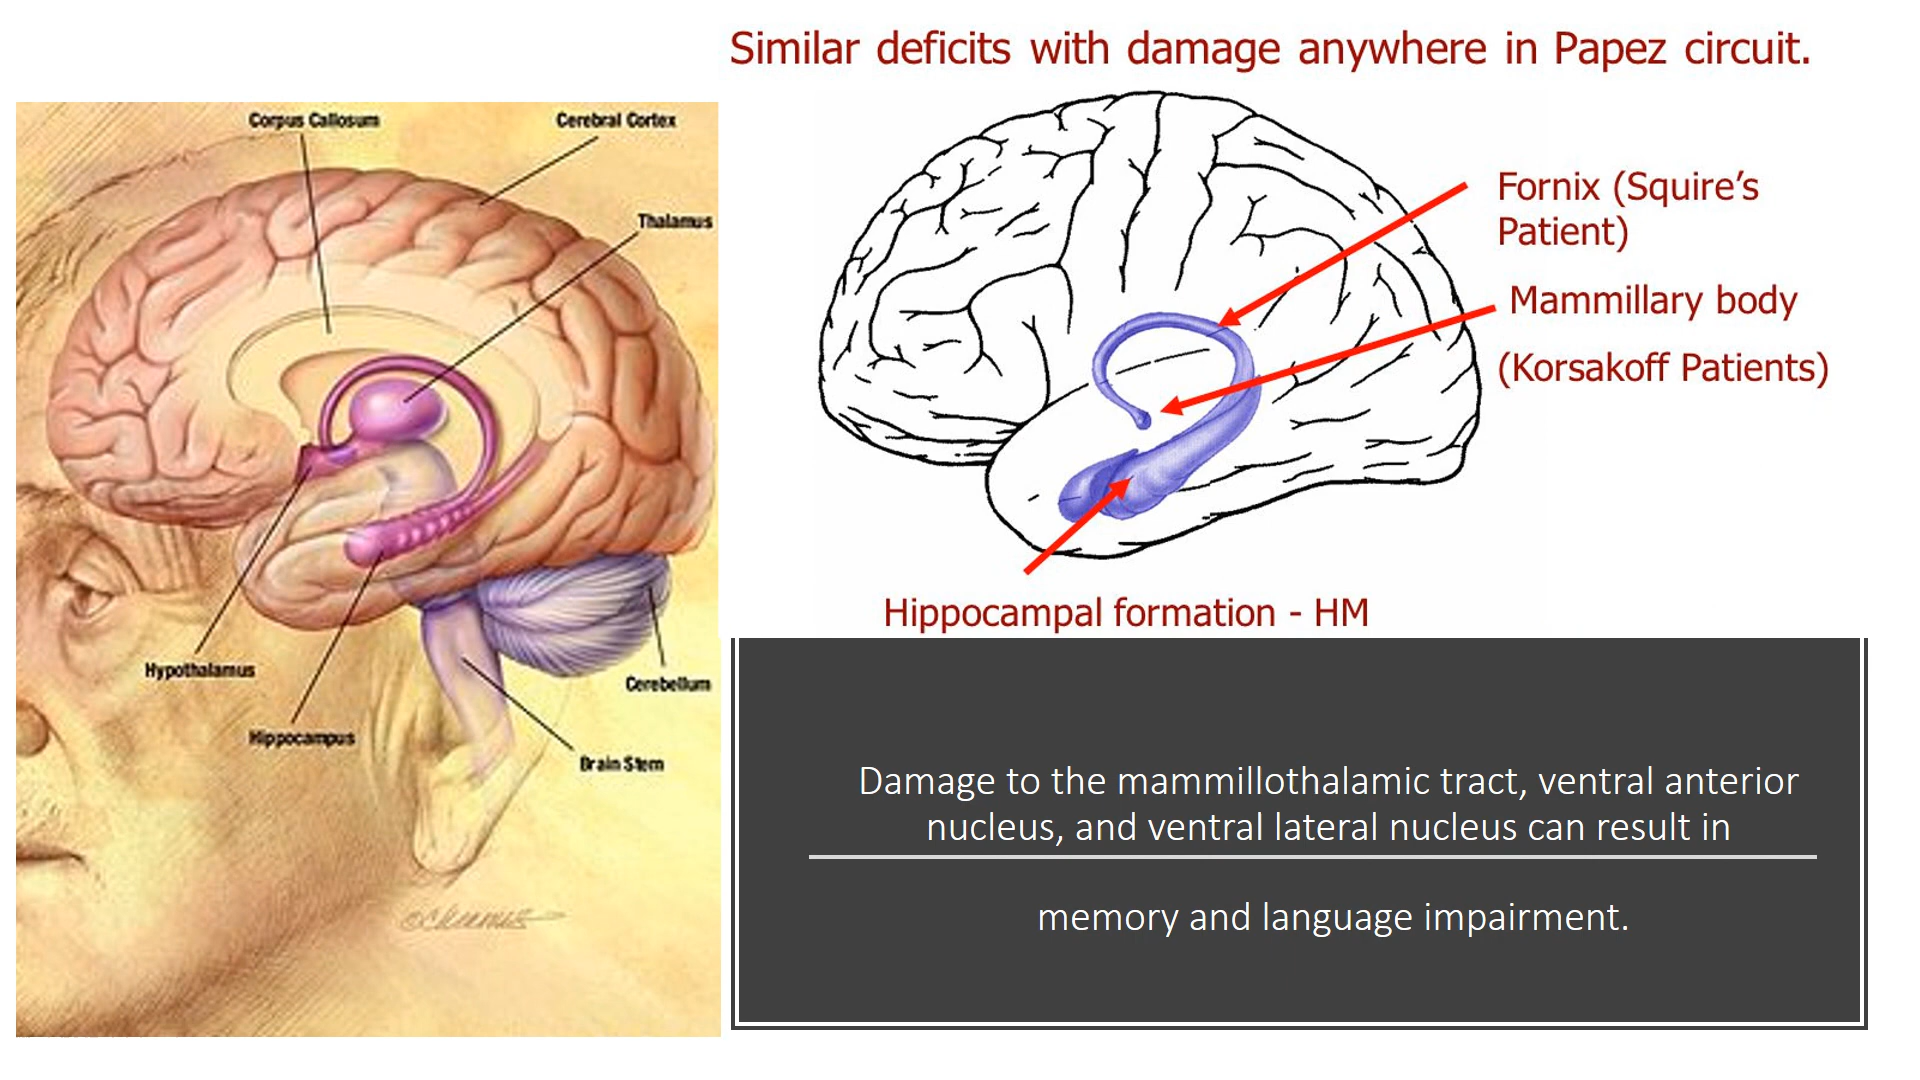 Similar deficits with damage anywhere in Papez circuit.
Corpus Callosum
Cerebral Cortex
Thalamus
Hypothalamus
Hippocampus
Cerebellum
Brain Stem
Fornix (Squire’s
Patient)
Mammillary body
(Korsakoff Patients)
Hippocampal formation - HM
Damage to the mammillothalamic tract, ventral anterior
nucleus, and ventral lateral nucleus can result in
memory and language impairment.